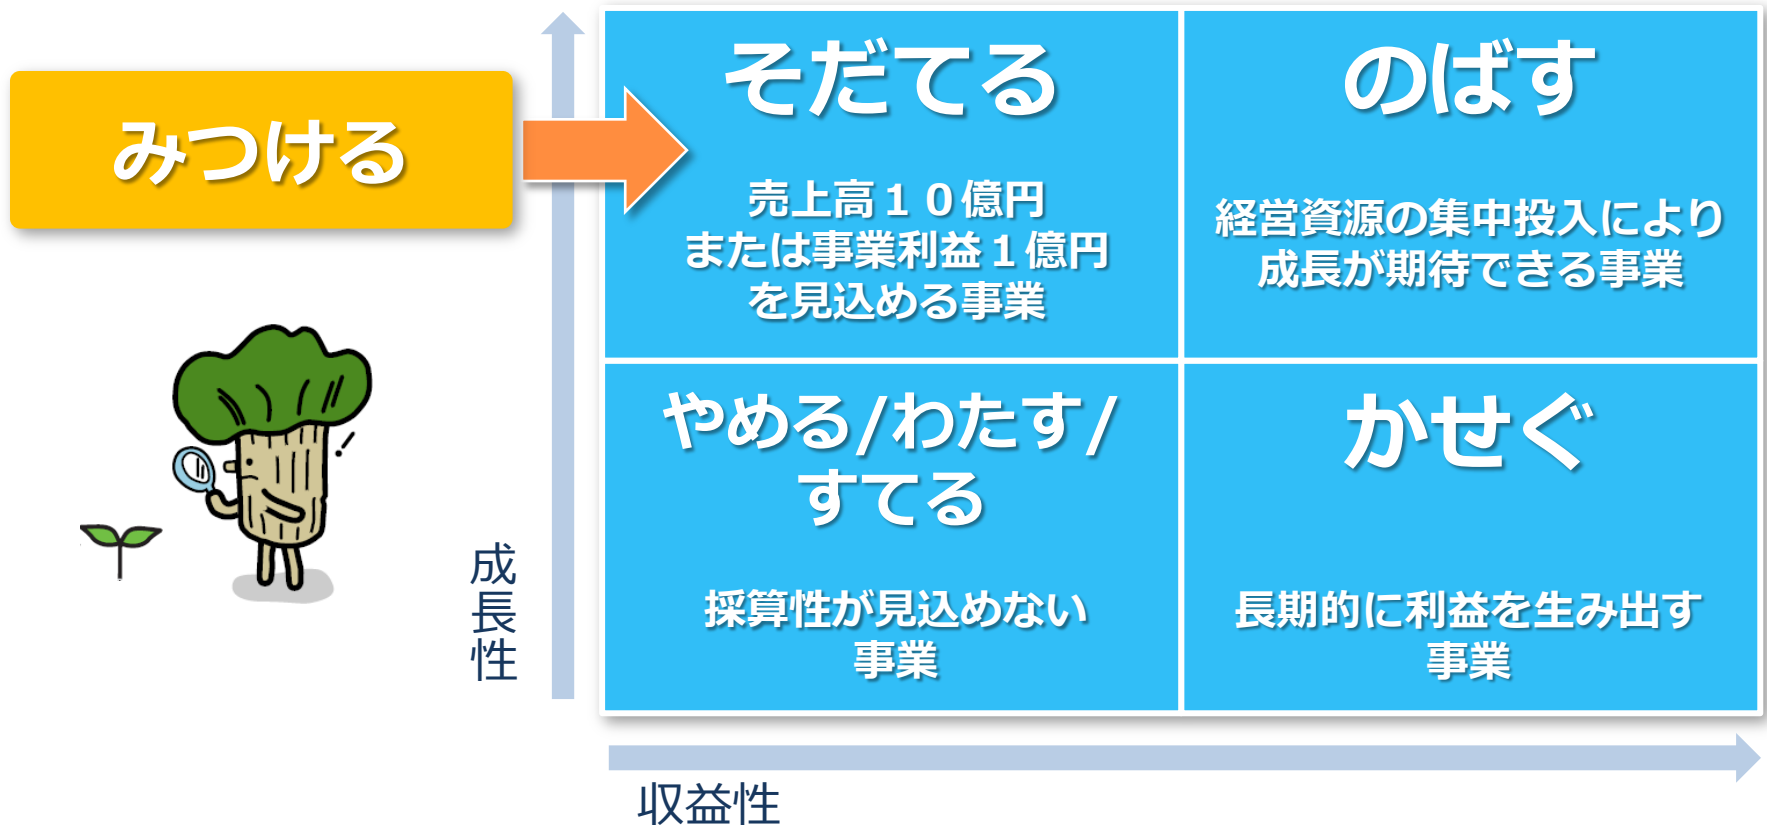 みつける
そだてる
売上高１０億円
または事業利益１億円
を見込める事業
のばす
経営資源の集中投入により
成長が期待できる事業
やめる/わたす/
すてる
採算性が見込めない
事業
かせぐ
長期的に利益を生み出す
事業
成長性
収益性